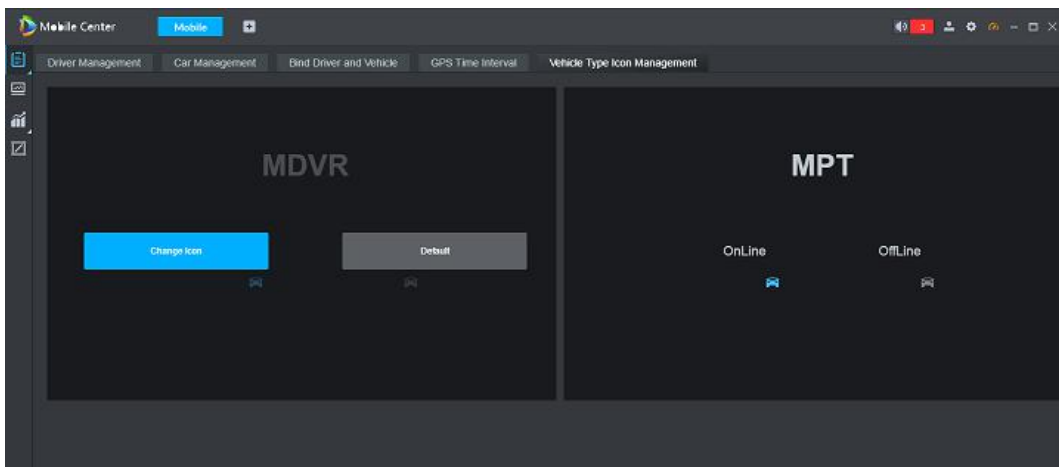 Mobile Center
Mobile
3
Driver Management
Car Management
Bind Driver and Vehicle
GPS Time Interval
Vehicle Type Icon Management
MDVR
MPT
Change Icon
Default
OnLine
OffLine